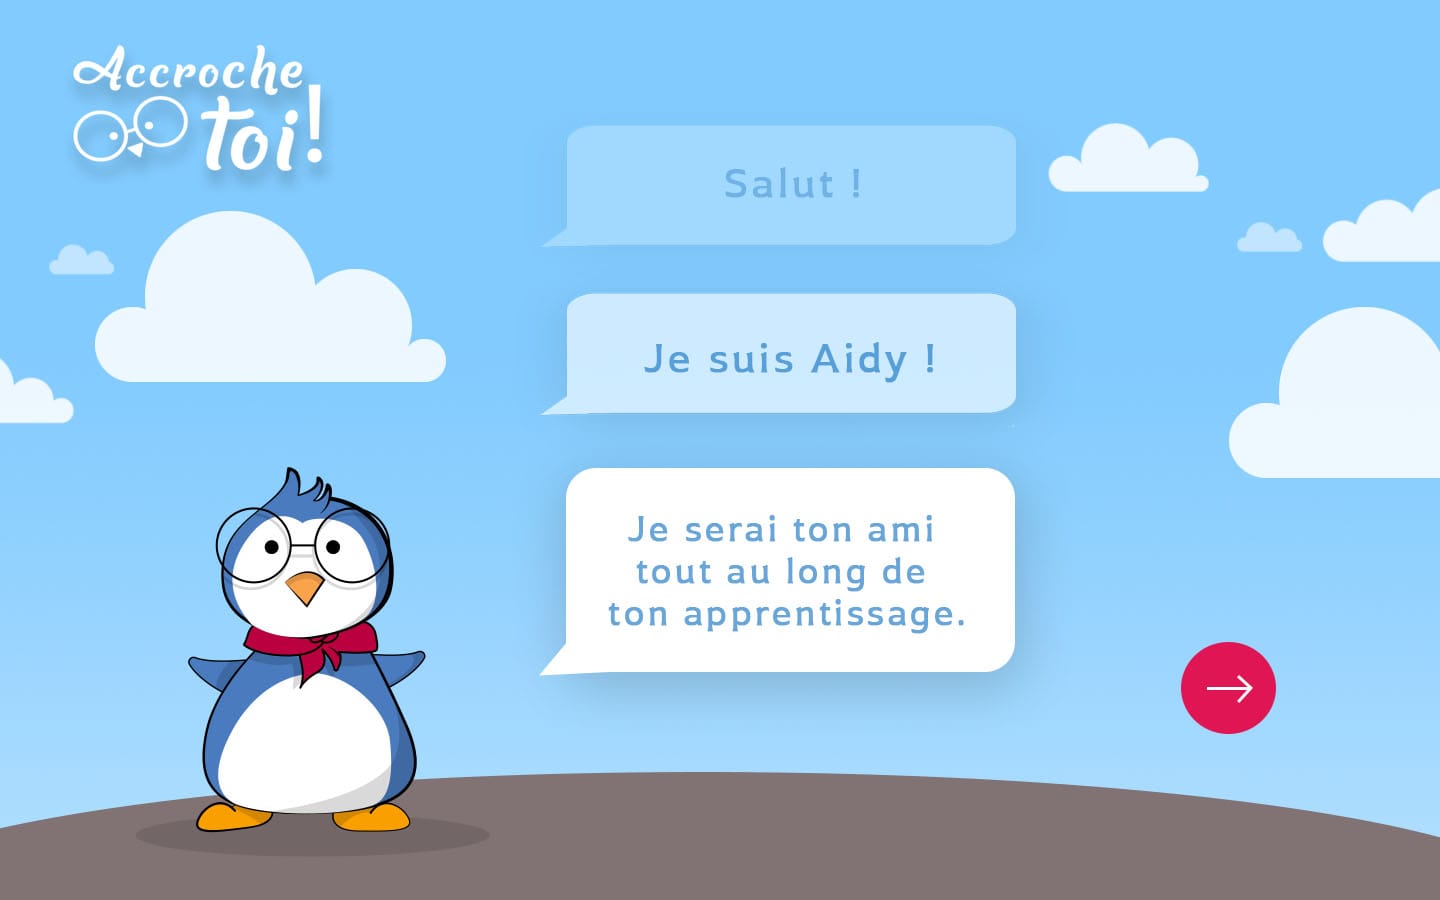 Accroche
toi!
Salut !
Je suis Aidy !
Je serai ton ami
tout au long de
ton apprentissage.